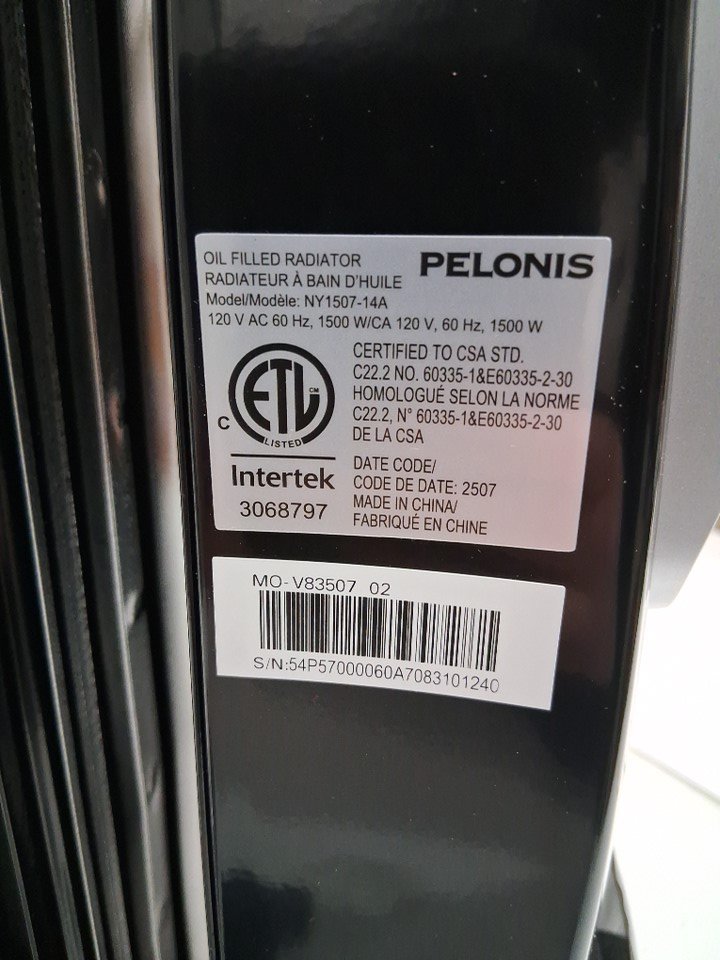 OIL FILLED RADIATOR
PELONIS
RADIATEUR À BAIN D'HUILE
Model/Modèle: NY1507-14A
120 V AC 60 Hz, 1500 W/CA 120 V, 60 Hz, 1500 W
C ETL CM
LISTED
Intertek
3068797
CERTIFIED TO CSA STD.
C22.2 NO. 60335-1&E60335-2-30
HOMOLOGUÉ SELON LA NORME
C22.2, N° 60335-1&E60335-2-30
DE LA CSA
DATE CODE/
CODE DE DATE: 2507
MADE IN CHINA/
FABRIQUÉ EN CHINE
MO-V83507 02
S/N:54P57000060A7083101240